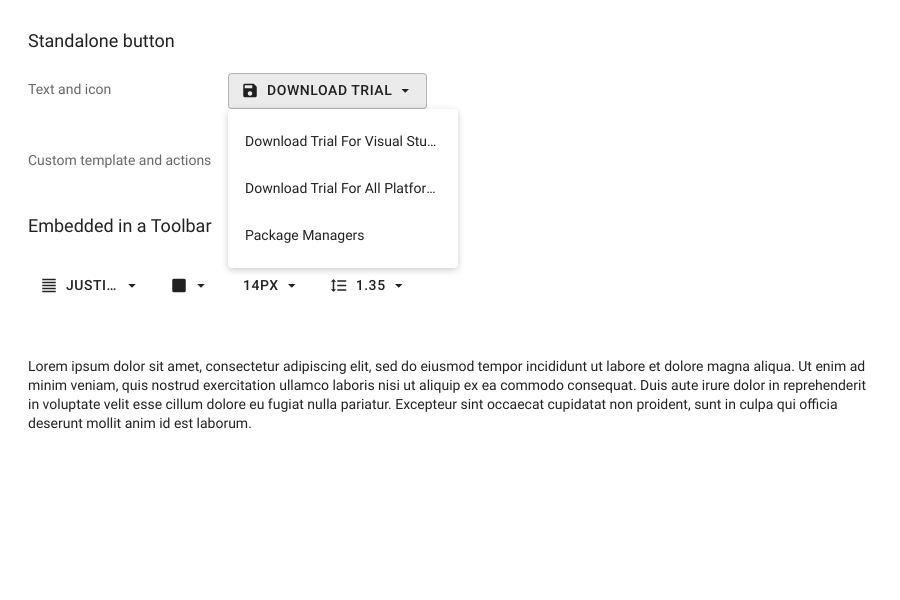 Standalone button
Text and icon
DOWNLOAD TRIAL
Download Trial For Visual Stu...
Custom template and actions
Download Trial For All Platfor...
Embedded in a Toolbar
Package Managers
JUSTI... 14PX 1.35
Lorem ipsum dolor sit amet, consectetur adipiscing elit, sed do eiusmod tempor incididunt ut labore et dolore magna aliqua. Ut enim ad
minim veniam, quis nostrud exercitation ullamco laboris nisi ut aliquip ex ea commodo consequat. Duis aute irure dolor in reprehenderit
in voluptate velit esse cillum dolore eu fugiat nulla pariatur. Excepteur sint occaecat cupidatat non proident, sunt in culpa qui officia
deserunt mollit anim id est laborum.